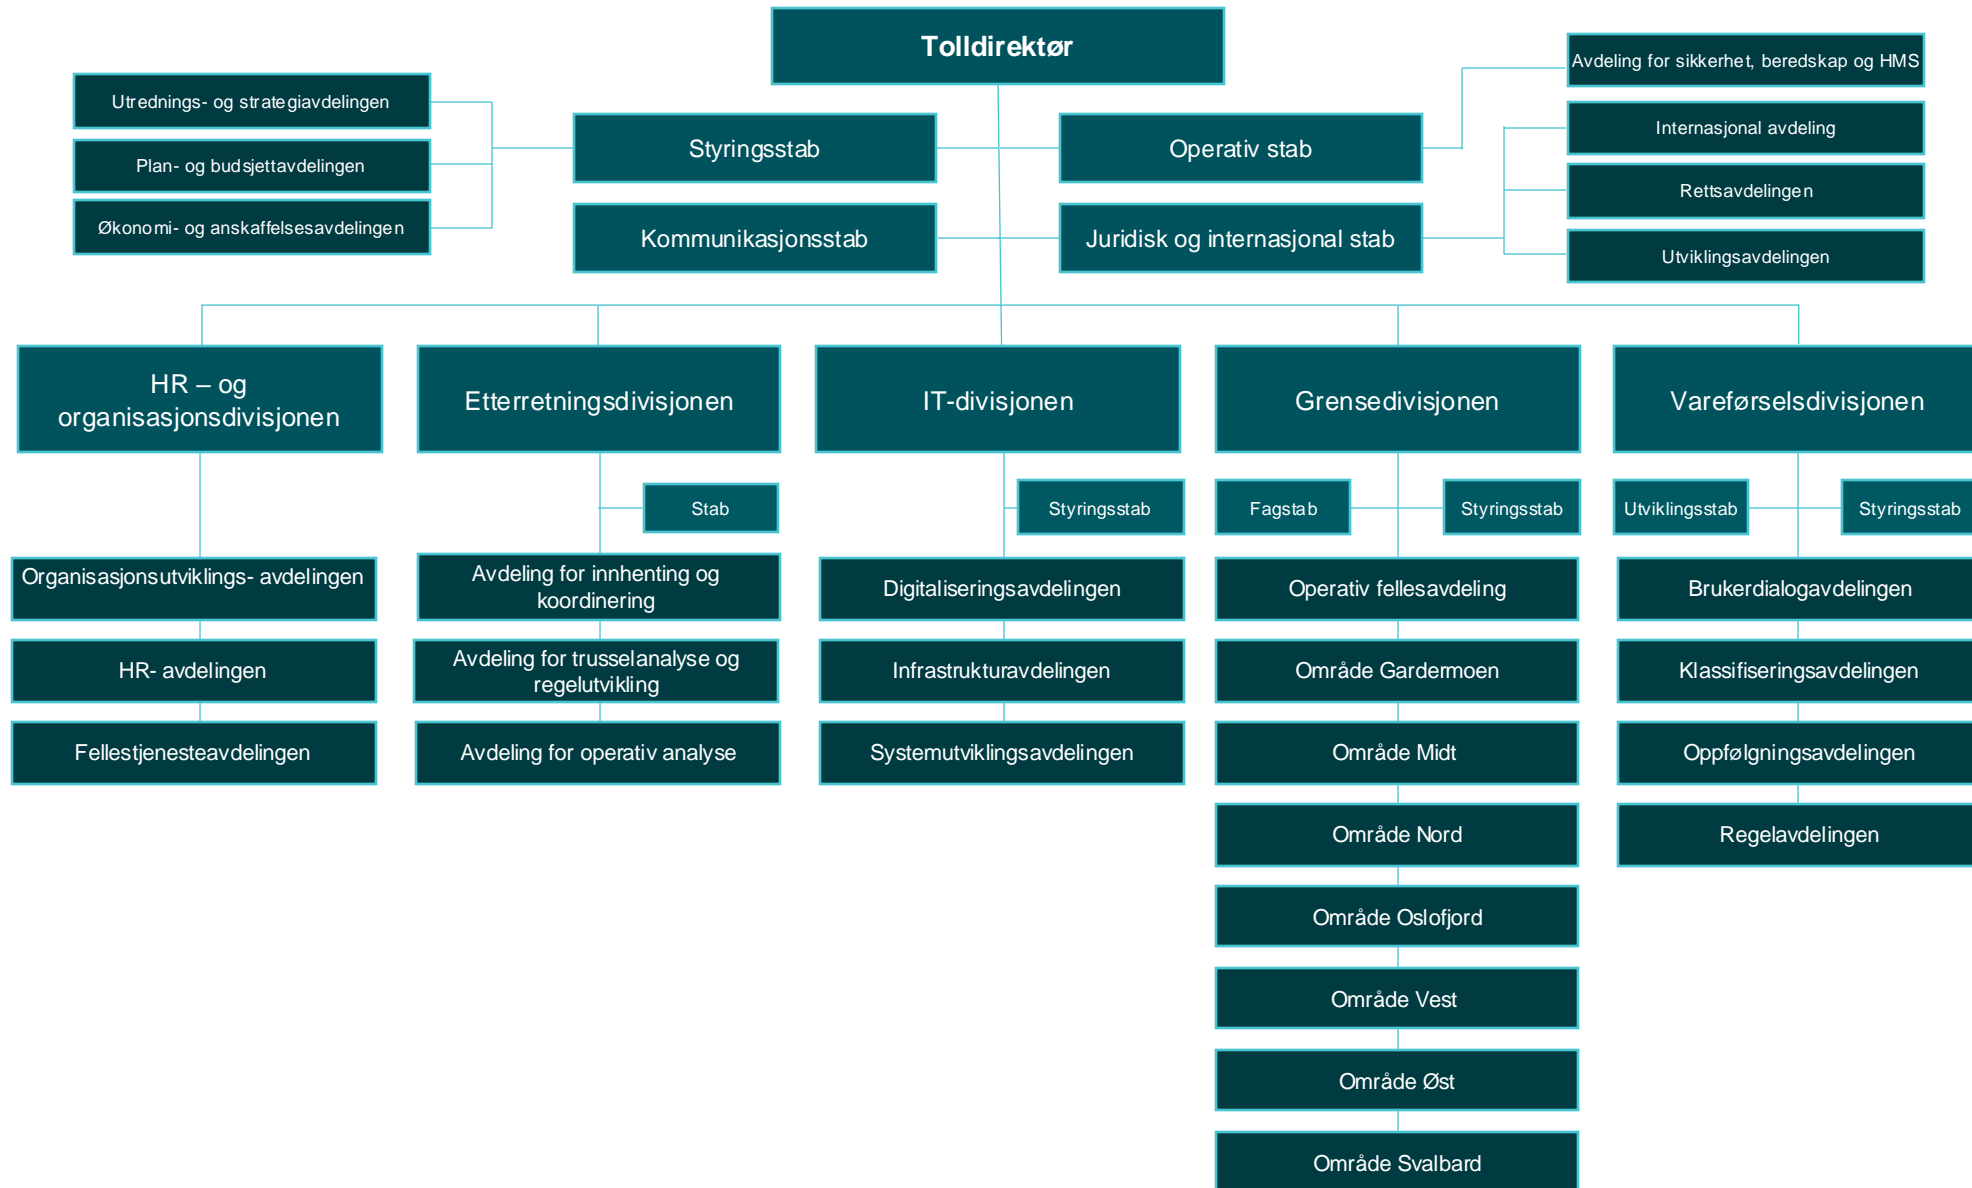 Tolldirektør
Utrednings- og strategiavdelingen
Plan- og budsjettavdelingen
Økonomi- og anskaffelsesavdelingen
Styringsstab
Operativ stab
Kommunikasjonsstab
Juridisk og internasjonal stab
Avdeling for sikkerhet, beredskap og HMS
Internasjonal avdeling
Rettsavdelingen
Utviklingsavdelingen
HR – og
organisasjonsdivisjonen
Organisasjonsutviklings- avdelingen
HR- avdelingen
Fellestjenesteavdelingen
Etterretningsdivisjonen
Stab
Avdeling for innhenting og
koordinering
Avdeling for trusselanalyse og
regelutvikling
Avdeling for operativ analyse
IT-divisjonen
Styringsstab
Digitaliseringsavdelingen
Infrastrukturavdelingen
Systemutviklingsavdelingen
Grensedivisjonen
Fagstab
Styringsstab
Operativ fellesavdeling
Område Gardermoen
Område Midt
Område Nord
Område Oslofjord
Område Vest
Område Øst
Område Svalbard
Vareførselsdivisjonen
Utviklingsstab
Styringsstab
Brukerdialogavdelingen
Klassifiseringsavdelingen
Oppfølgningsavdelingen
Regelavdelingen